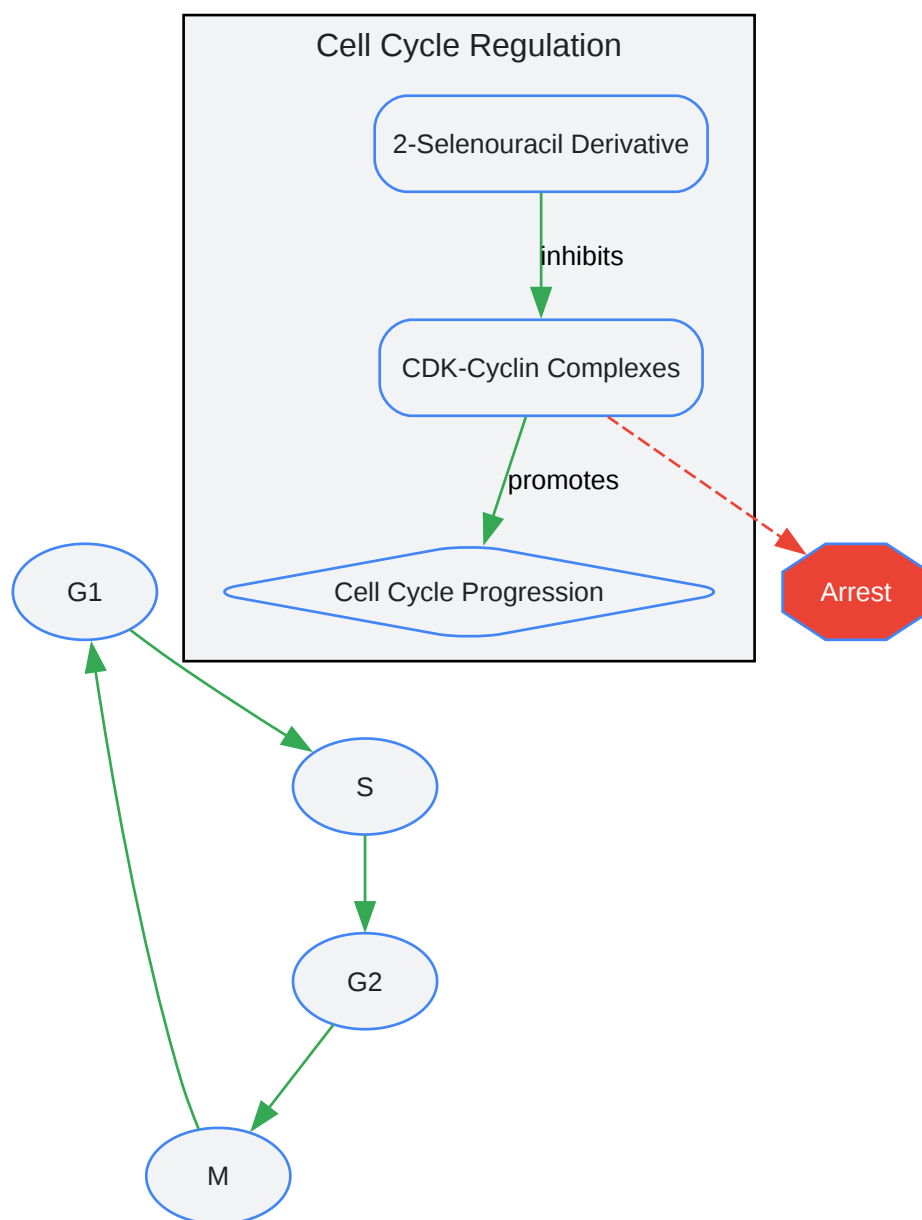 Cell Cycle Regulation
2-Selenouracil Derivative
inhibits
CDK-Cyclin Complexes
promotes
G1
Cell Cycle Progression
Arrest
S
G2
M